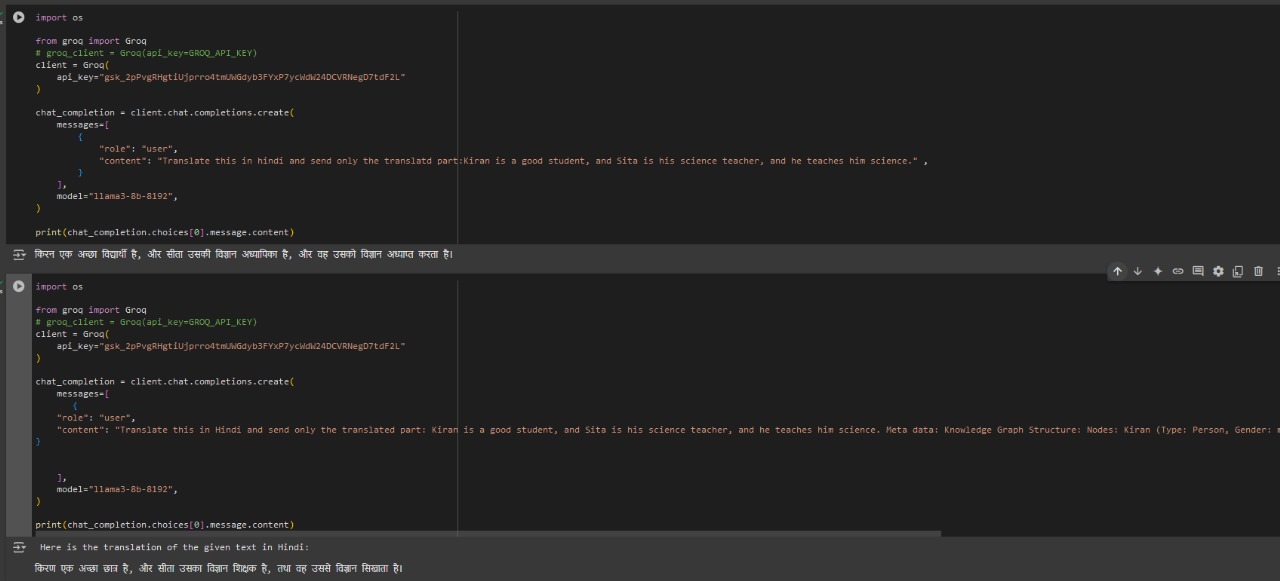 import os
from groq import Groq
# groq_client = Groq(api_key=GROQ_API_KEY)
client = Groq(
api_key="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"
)
chat_completion = client.chat.completions.create(
messages=[
{
"role": "user",
"content": "Translate this in hindi and send only the translatd part:Kiran is a good student, and Sita is his science teacher, and he teaches him science." ,
}
],
model="llama3-8b-8192",
)
print(chat_completion.choices[0].message.content)
किरन एक अच्छा विद्यार्थी है, और सीता उसकी विज्ञान अध्यापिका है, और वह उसको विज्ञान अध्याप्त करता है।
import os
from groq import Groq
# groq_client = Groq(api_key=GROQ_API_KEY)
client = Groq(
api_key="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"
)
chat_completion = client.chat.completions.create(
messages=[
{
"role": "user",
"content": "Translate this in Hindi and send only the translated part: Kiran is a good student, and Sita is his science teacher, and he teaches him science. Meta data: Knowledge Graph Structure: Nodes: Kiran (Type: Person, Gender:
}
],
model="llama3-8b-8192",
)
print(chat_completion.choices[0].message.content)
Here is the translation of the given text in Hindi:
किरण एक अच्छा छात्र है, और सीता उसका विज्ञान शिक्षक है, तथा वह उससे विज्ञान सिखाता है।